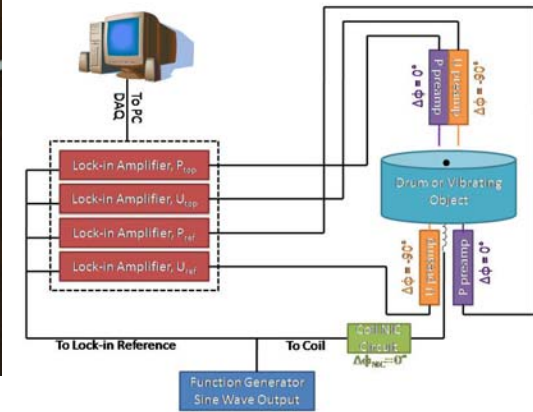 To PC
DAQ
Lock-in Amplifier, Ptop
Lock-in Amplifier, Utop
Lock-in Amplifier, Pref
Lock-in Amplifier, Uref
Δφ = 0°
P preamp
U preamp
Δφ = -90°
Drum or Vibrating
Object
Δφ = -90°
U preamp
P preamp
Δφ = 0°
To Lock-in Reference
To Coil
Coil/NIC
Circuit
ΔφNIC=0°
Function Generator
Sine Wave Output